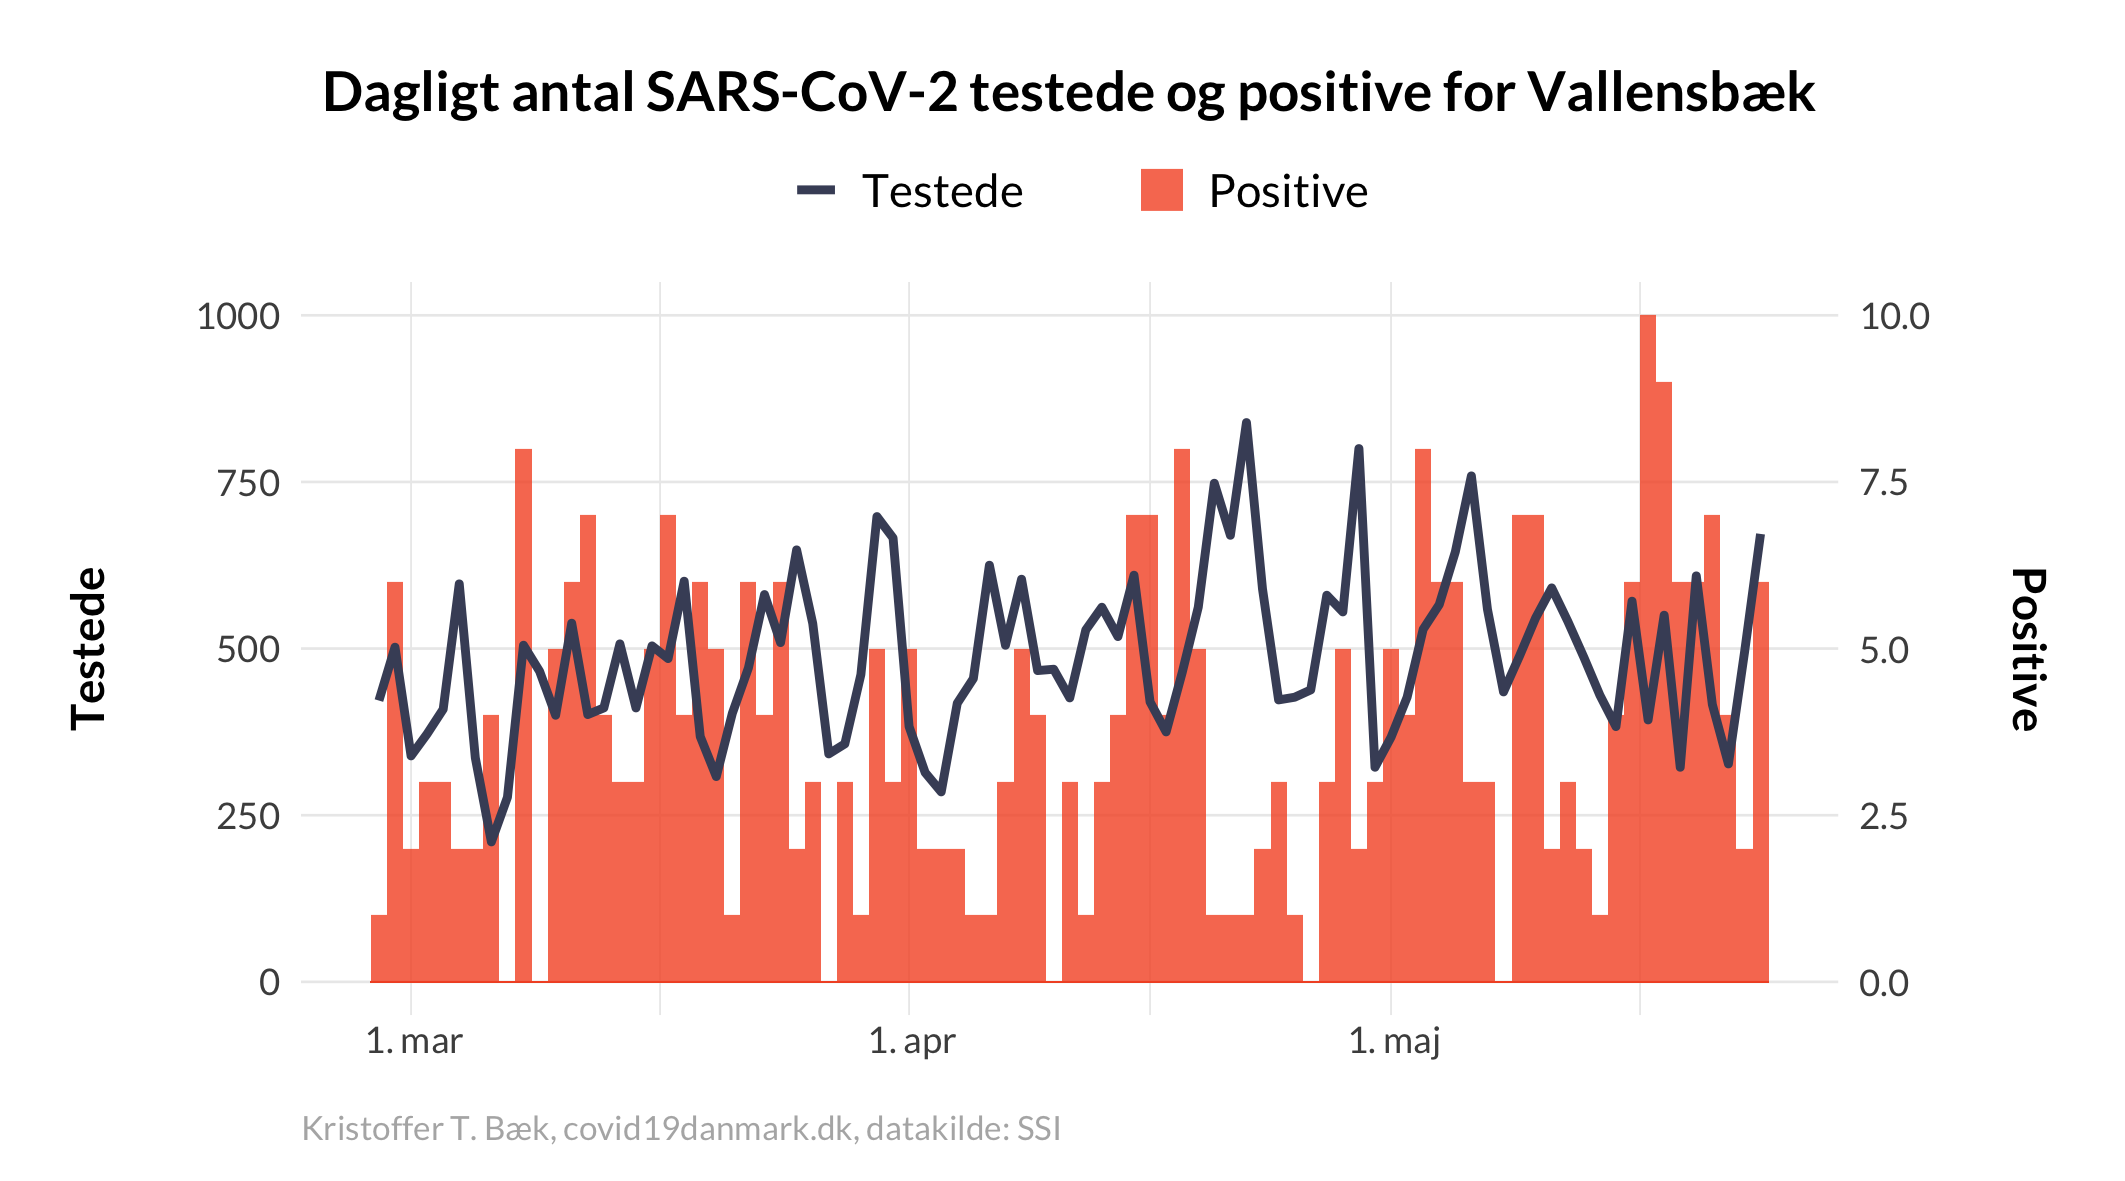 Dagligt antal SARS-CoV-2 testede og positive for Vallensbæk
Testede
Positive
1000
750
500
250
0
10.0
7.5
5.0
2.5
0.0
Testede
Positive
1. mar
1. apr
1. maj
Kristoffer T. Bæk, covid19danmark.dk, datakilde: SSI